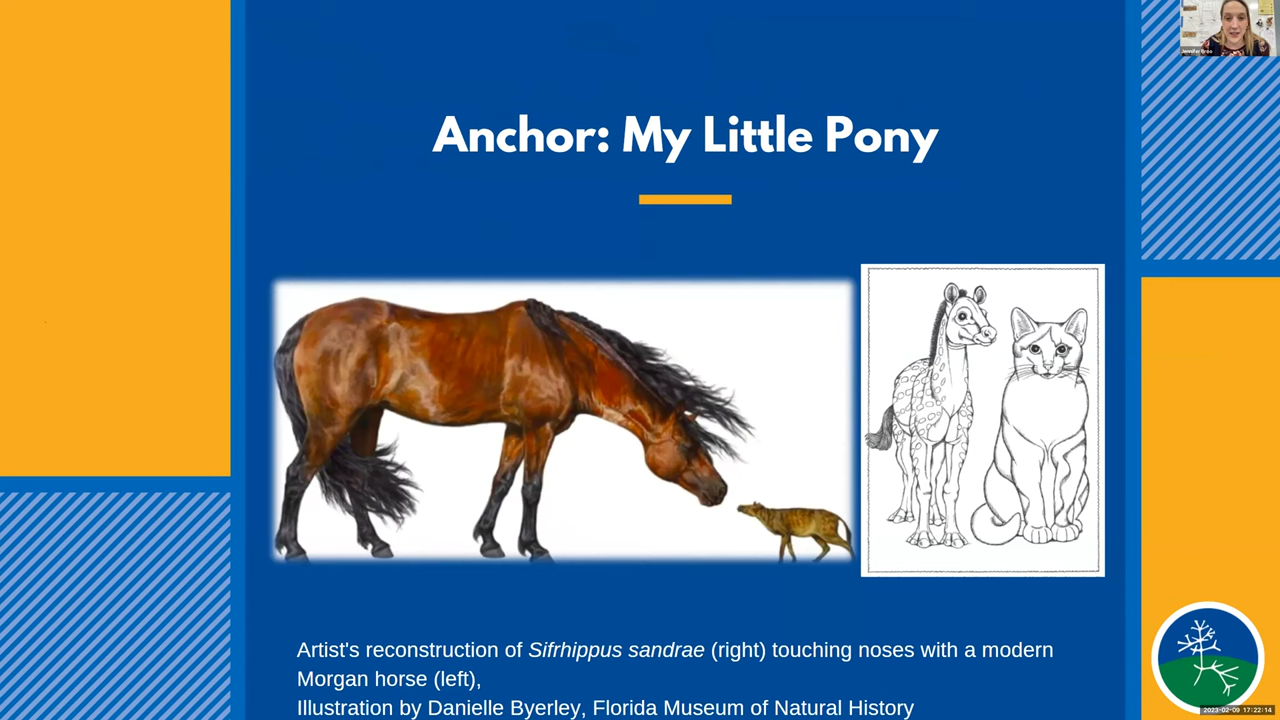 Anchor: My Little Pony
Artist's reconstruction of Sifrhippus sandrae (right) touching noses with a modern
Morgan horse (left),
Illustration by Danielle Byerley, Florida Museum of Natural History
2023-02-09 17:22:14